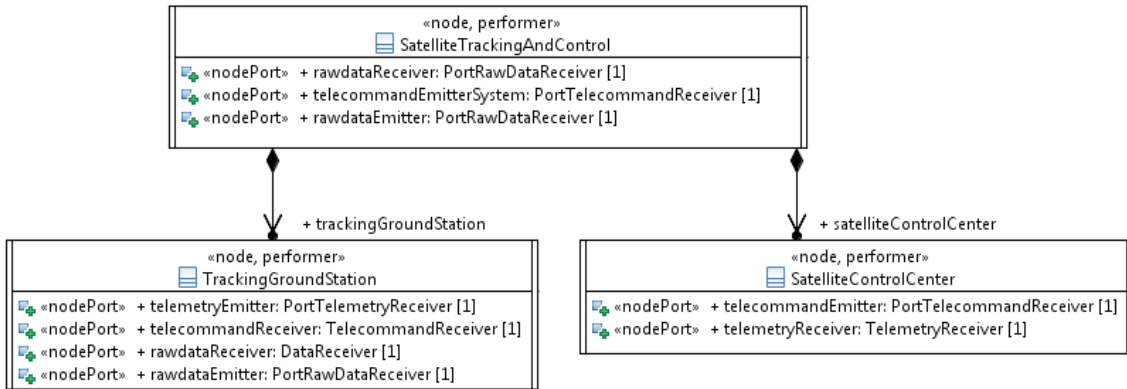 «node, performer»
SatelliteTrackingAndControl
«nodePort» + rawdataReceiver: PortRawDataReceiver [1]
«nodePort» + telecommandEmitterSystem: PortTelecommandReceiver [1]
«nodePort» + rawdataEmitter: PortRawDataReceiver [1]
+ trackingGroundStation
+ satelliteControlCenter
«node, performer»
TrackingGroundStation
«nodePort» + telemetryEmitter: PortTelemetryReceiver [1]
«nodePort» + telecommandReceiver: TelecommandReceiver [1]
«nodePort» + rawdataReceiver: DataReceiver [1]
«nodePort» + rawdataEmitter: PortRawDataReceiver [1]
«node, performer»
SatelliteControlCenter
«nodePort» + telecommandEmitter: PortTelecommandReceiver [1]
«nodePort» + telemetryReceiver: TelemetryReceiver [1]